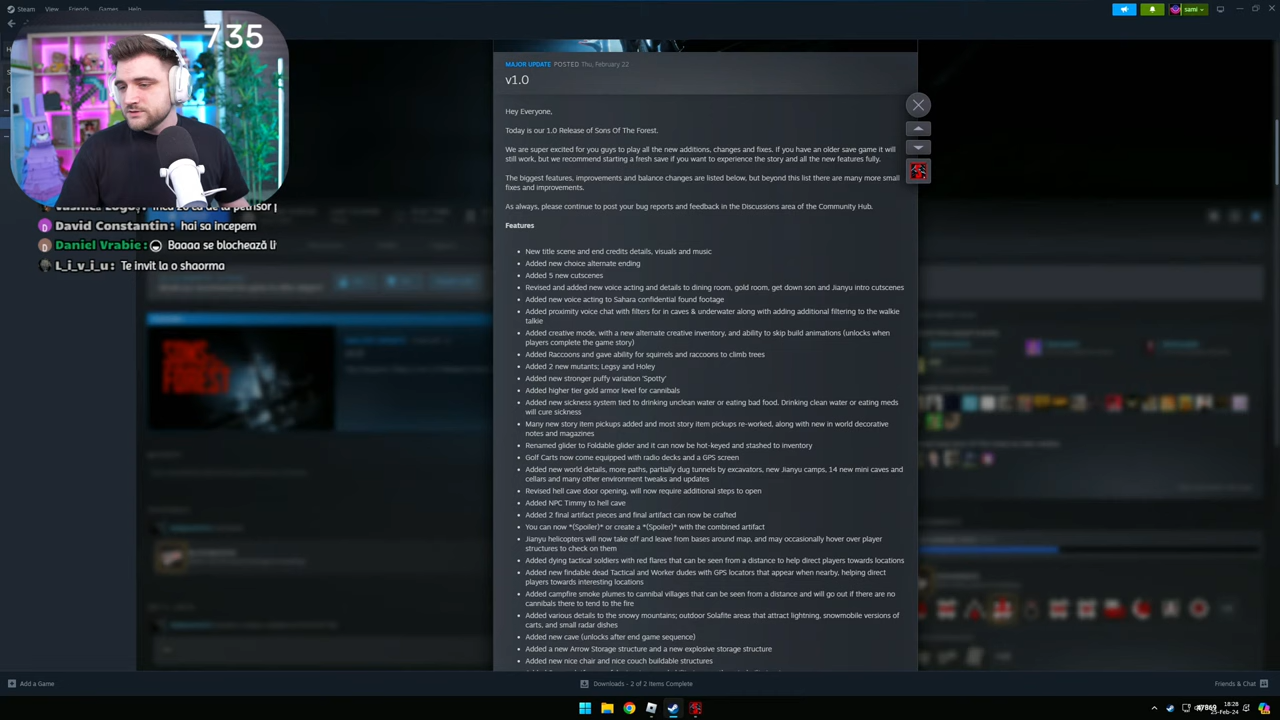 Steam View Friends Games Help
sami
735
MAJOR UPDATE POSTED Thu, February 22
v1.0
Hey Everyone,
Today is our 1.0 Release of Sons Of The Forest.
We are super excited for you guys to play all the new additions, changes and fixes. If you have an older save game it will
still work, but we recommend starting a fresh save if you want to experience the story and all the new features fully.
The biggest features, improvements and balance changes are listed below, but beyond this list there are many more small
fixes and improvements.
As always, please continue to post your bug reports and feedback in the Discussions area of the Community Hub.
Features
• New title scene and end credits details, visuals and music
• Added new choice alternate ending
• Added 5 new cutscenes
• Revised and added new voice acting and details to dining room, gold room, get down son and Jianyu intro cutscenes
• Added new voice acting to Sahara confidential found footage
• Added proximity voice chat with filters for in caves & underwater along with adding additional filtering to the walkie
talkie
• Added creative mode, with a new alternate creative inventory, and ability to skip build animations (unlocks when
players complete the game story)
• Added Raccoons and gave ability for squirrels and raccoons to climb trees
• Added 2 new mutants; Legsy and Holey
• Added new stronger puffy variation 'Spotty'
• Added higher tier gold armor level for cannibals
• Added new sickness system tied to drinking unclean water or eating bad food. Drinking clean water or eating meds
will cure sickness
• Many new story item pickups added and most story item pickups re-worked, along with new in world decorative
notes and magazines
• Renamed glider to Foldable glider and it can now be hot-keyed and stashed to inventory
• Golf Carts now come equipped with radio decks and a GPS screen
• Added new world details, more paths, partially dug tunnels by excavators, new Jianyu camps, 14 new mini caves and
cellars and many other environment tweaks and updates
• Revised hell cave door opening, will now require additional steps to open
• Added NPC Timmy to hell cave
• Added 2 final artifact pieces and final artifact can now be crafted
• You can now *(Spoiler)* or create a *(Spoiler)* with the combined artifact
• Jianyu helicopters will now take off and leave from bases around map, and may occasionally hover over player
structures to check on them
• Added dying tactical soldiers with red flares that can be seen from a distance to help direct players towards locations
• Added new findable dead Tactical and Worker dudes with GPS locators that appear when nearby, helping direct
players towards interesting locations
• Added campfire smoke plumes to cannibal villages that can be seen from a distance and will go out if there are no
cannibals there to tend to the fire
• Added various details to the snowy mountains; outdoor Solafite areas that attract lightning, snowmobile versions of
carts, and small radar dishes
• Added new cave (unlocks after end game sequence)
• Added a new Arrow Storage structure and a new explosive storage structure
• Added new nice chair and nice couch buildable structures
David Constantin: hai sa incepem
Daniel Vrabie: Baaaa se blochează li
L_i_v_i_u: Te invit la o shaorma
Add a Game
Downloads - 2 of 2 Items Complete
Friends & Chat
18:28
25-Feb-24